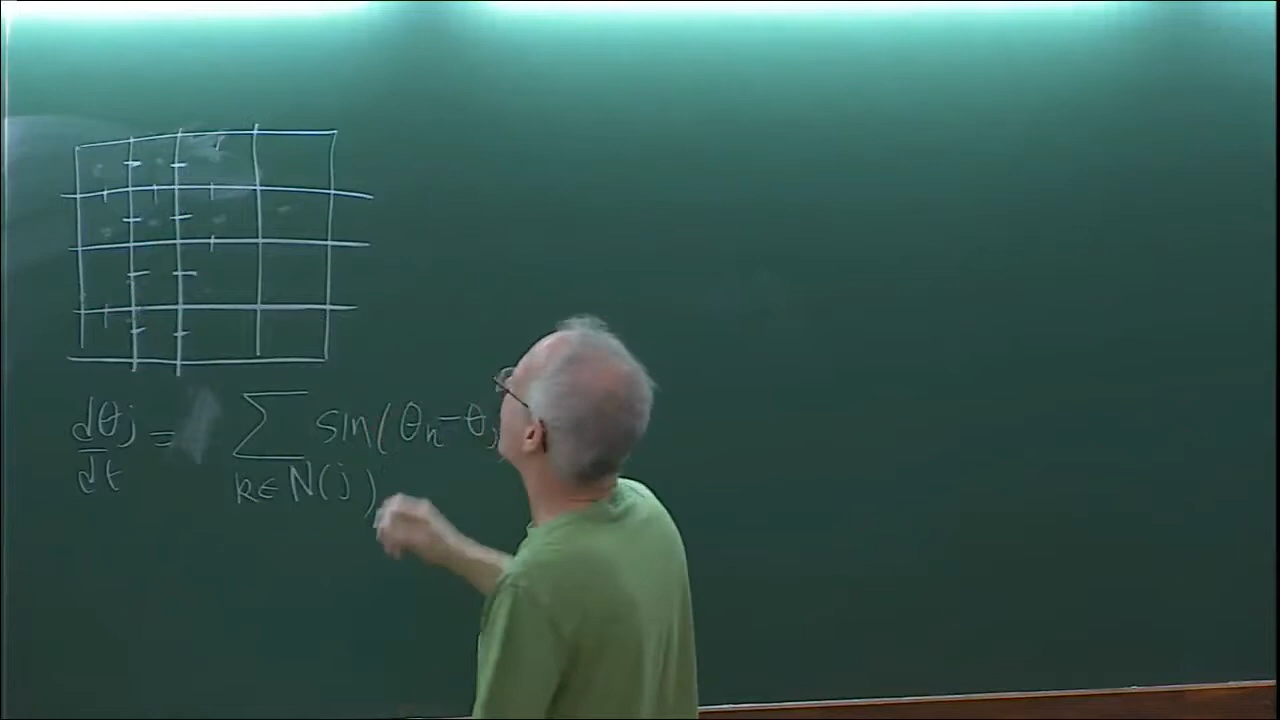 dθj/dt = ∑ sin(θk-θj
k∈N(j)